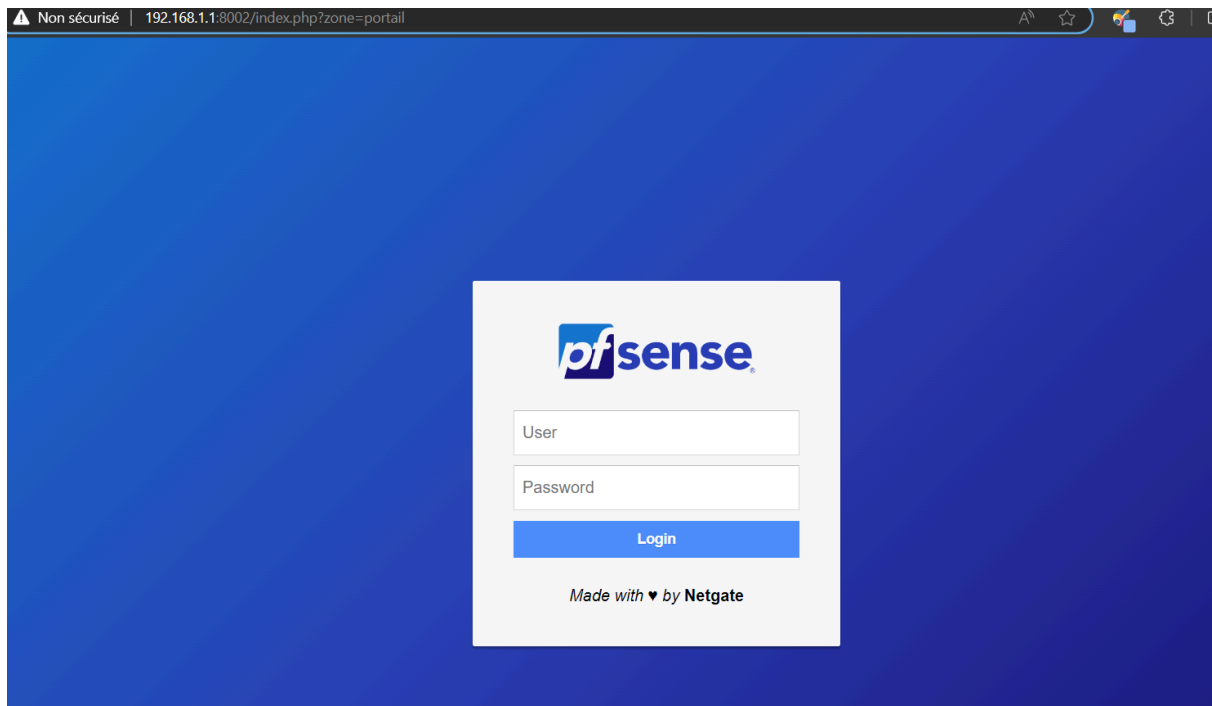 Non sécurisé | 192.168.1.1:8002/index.php?zone=portail
pfsense®
User
Password
Login
Made with ♥ by Netgate